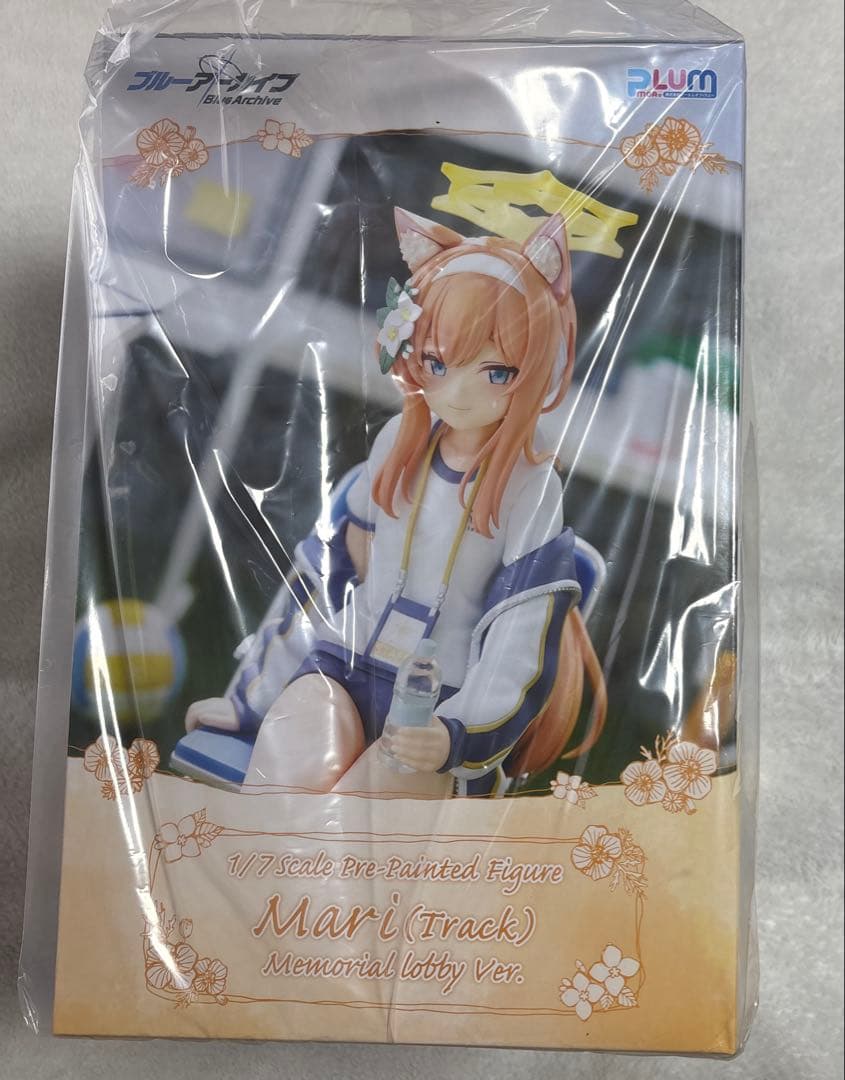 ブルーアーカイブ
Blue Archive
PLUM
PMOA
1/7 Scale Pre-Painted Figure
Mari (Track)
Memorial lobby Ver.